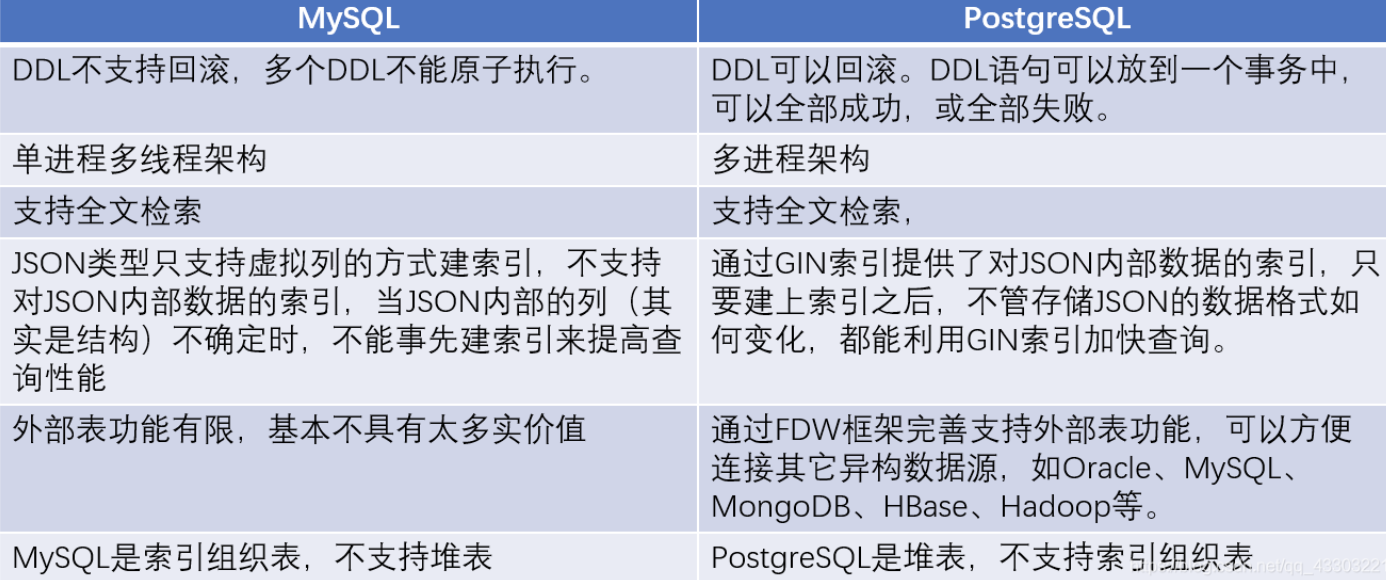 MySQL
PostgreSQL
DDL不支持回滚，多个DDL不能原子执行。
DDL可以回滚。DDL语句可以放到一个事务中，
可以全部成功，或全部失败。
单进程多线程架构
多进程架构
支持全文检索
支持全文检索，
JSON类型只支持虚拟列的方式建索引，不支持
对JSON内部数据的索引，当JSON内部的列（其
实是结构）不确定时，不能事先建索引来提高查
询性能
通过GIN索引提供了对JSON内部数据的索引，只
要建上索引之后，不管存储JSON的数据格式如
何变化，都能利用GIN索引加快查询。
外部表功能有限，基本不具有太多实价值
通过FDW框架完善支持外部表功能，可以方便
连接其它异构数据源，如Oracle、MySQL、
MongoDB、HBase、Hadoop等。
MySQL是索引组织表，不支持堆表
PostgreSQL是堆表，不支持索引组织表